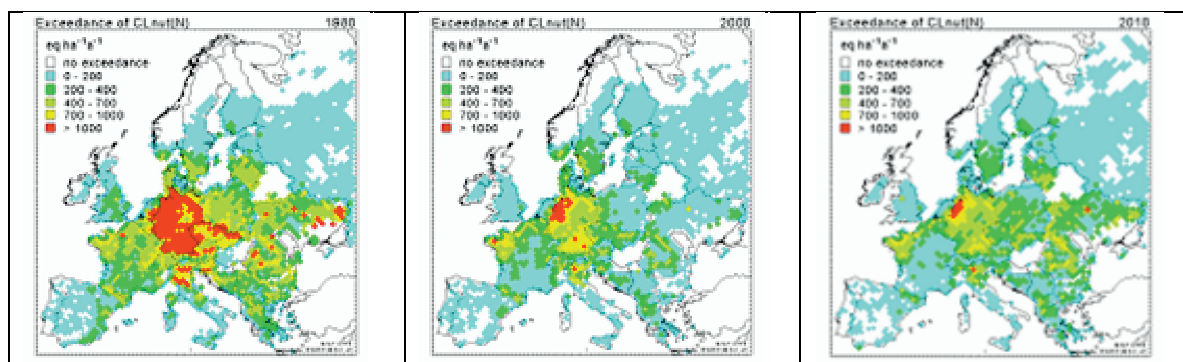 Exceedance of CLnut(N) 1980
eq ha⁻¹a⁻¹
no exceedance
0 - 200
200 - 400
400 - 700
700 - 1000
> 1000
Exceedance of CLnut(N) 2000
eq ha⁻¹a⁻¹
no exceedance
0 - 200
200 - 400
400 - 700
700 - 1000
> 1000
Exceedance of CLnut(N) 2010
eq ha⁻¹a⁻¹
no exceedance
0 - 200
200 - 400
400 - 700
700 - 1000
> 1000